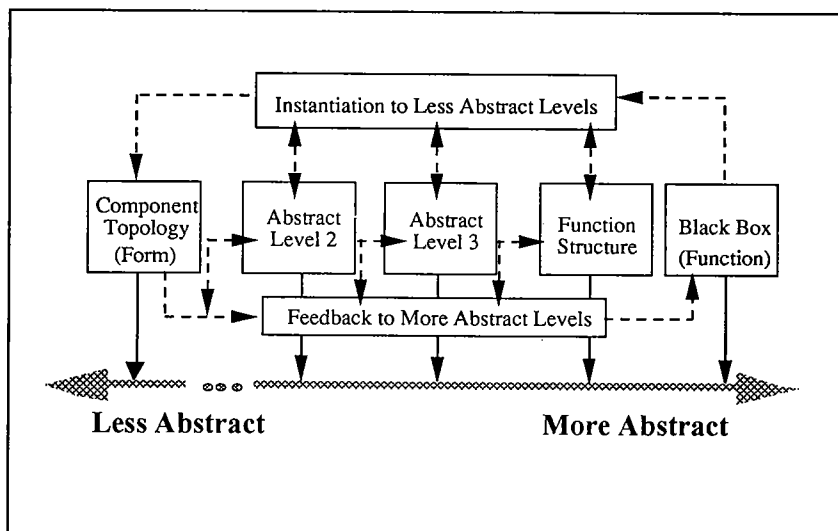 Instantiation to Less Abstract Levels
Component
Topology
(Form)
Abstract
Level 2
Abstract
Level 3
Function
Structure
Black Box
(Function)
Feedback to More Abstract Levels
Less Abstract
More Abstract